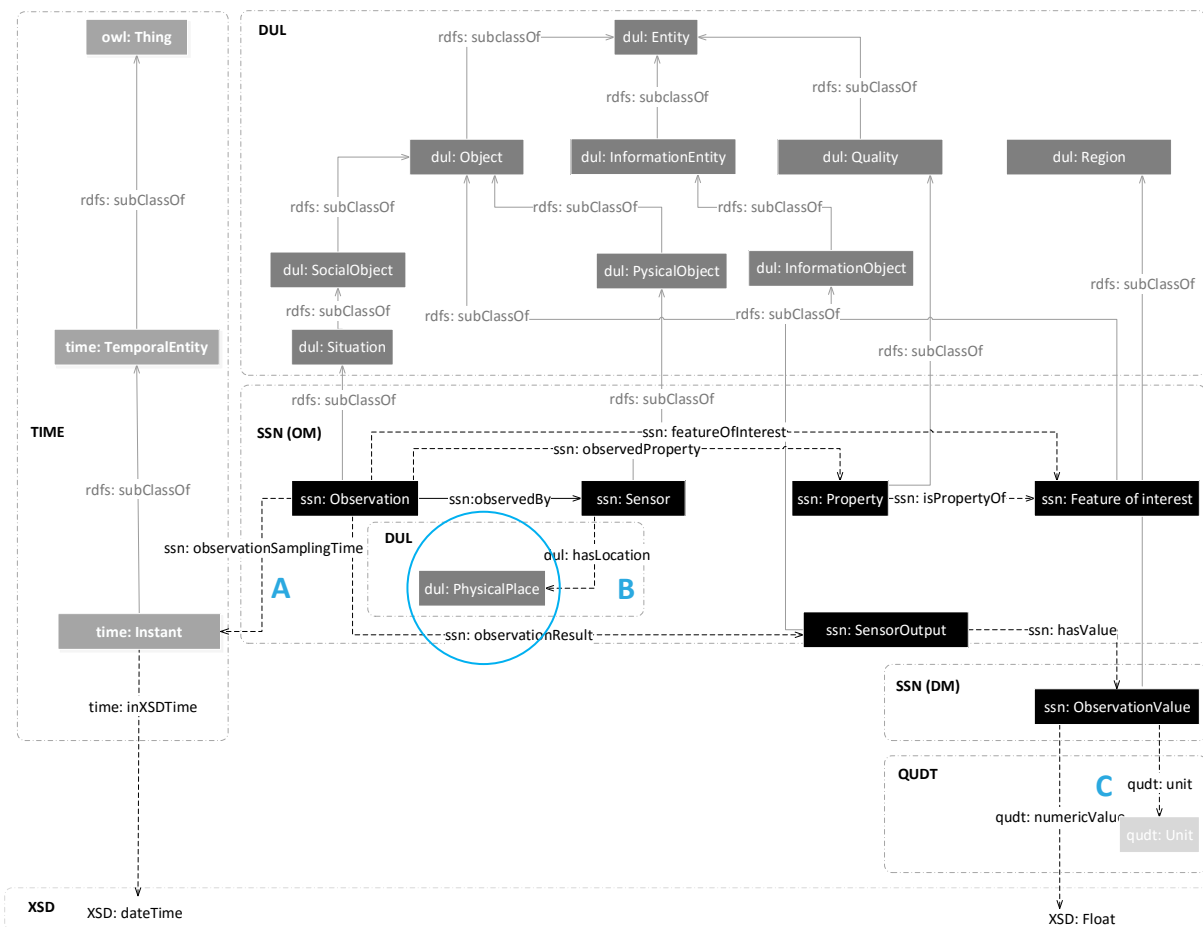 owl: Thing
DUL
rdfs: subclassOf
dul: Entity
rdfs: subclassOf
rdfs: subclassOf
dul: Object
dul: InformationEntity
dul: Quality
dul: Region
rdfs: subClassOf
rdfs: subClassOf
rdfs: subClassOf
rdfs: subClassOf
dul: SocialObject
dul: PysicalObject
dul: InformationObject
rdfs: subClassOf
rdfs: subClassOf
rdfs: subClassOf
rdfs: subClassOf
time: TemporalEntity
dul: Situation
rdfs: subClassOf
rdfs: subClassOf
rdfs: subClassOf
TIME
SSN (OM)
ssn: featureOfInterest
ssn: observedProperty
rdfs: subClassOf
ssn: Observation
ssn:observedBy
ssn: Sensor
ssn: Property
ssn: isPropertyOf
ssn: Feature of interest
DUL
ssn: observationSamplingTime
dul: hasLocation
A
dul: PhysicalPlace
B
time: Instant
ssn: observationResult
ssn: SensorOutput
ssn: hasValue
SSN (DM)
time: inXSDTime
ssn: ObservationValue
QUDT
C
qudt: unit
qudt: numericValue
qudt: Unit
XSD
XSD: dateTime
XSD: Float